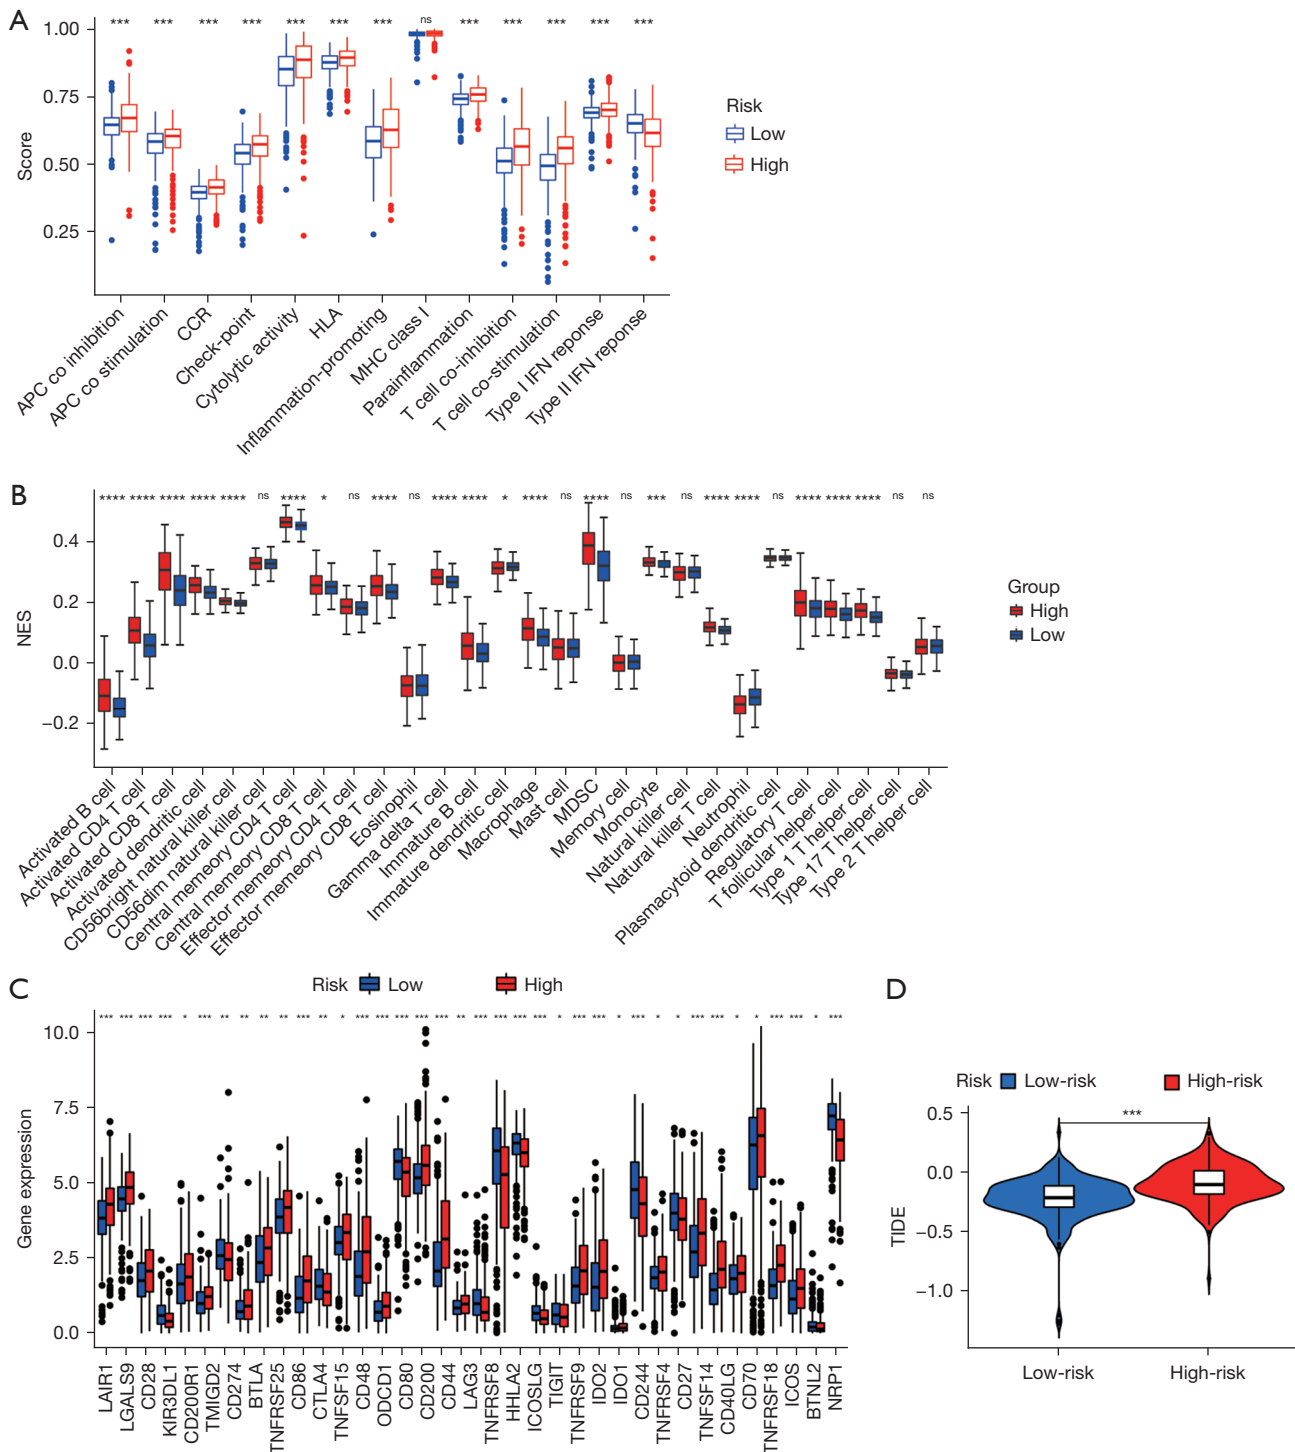 A
*** *** *** *** *** *** *** ns *** *** *** *** ***
1.00
0.75
0.50
0.25
Score
Risk
Low
High
APC co inhibition
APC co stimulation
CCR
Check-point
Cytolytic activity
HLA
Inflammation-promoting
MHC class I
Parainflammation
T cell co-inhibition
T cell co-stimulation
Type I IFN reponse
Type II IFN reponse
B
**** **** **** **** **** ns **** * ns **** ns **** **** * **** ns **** ns *** ns **** **** ns **** **** **** ns ns
0.4
0.2
0.0
−0.2
NES
Group
High
Low
Activated B cell
Activated CD4 T cell
Activated CD8 T cell
Activated dendritic cell
CD56bright natural killer cell
CD56dim natural killer cell
Central memeory CD4 T cell
Central memeory CD8 T cell
Effector memeory CD4 T cell
Effector memeory CD8 T cell
Eosinophil
Gamma delta T cell
Immature B cell
Immature dendritic cell
Macrophage
Mast cell
MDSC
Memory cell
Monocyte
Natural killer cell
Natural killer T cell
Neutrophil
Plasmacytoid dendritic cell
Regulatory T cell
T follicular helper cell
Type 1 T helper cell
Type 17 T helper cell
Type 2 T helper cell
C
Risk Low High
*** *** *** *** * *** ** ** ** ** *** ** * *** *** *** *** *** ** *** *** *** *** * *** *** * *** * * *** *** * * *** *** * ***
10.0
7.5
5.0
2.5
0.0
Gene expression
LAIR1
LGALS9
CD28
KIR3DL1
CD200R1
TMIGD2
CD274
BTLA
TNFRSF25
CD86
CTLA4
TNFSF15
CD48
ODCD1
CD80
CD200
CD44
LAG3
TNFRSF8
HHLA2
ICOSLG
TIGIT
TNFRSF9
IDO2
IDO1
CD244
TNFRSF4
CD27
TNFSF14
CD40LG
CD70
TNFRSF18
ICOS
BTNL2
NRP1
D
Risk Low-risk High-risk
***
0.5
0.0
−0.5
−1.0
TIDE
Low-risk
High-risk